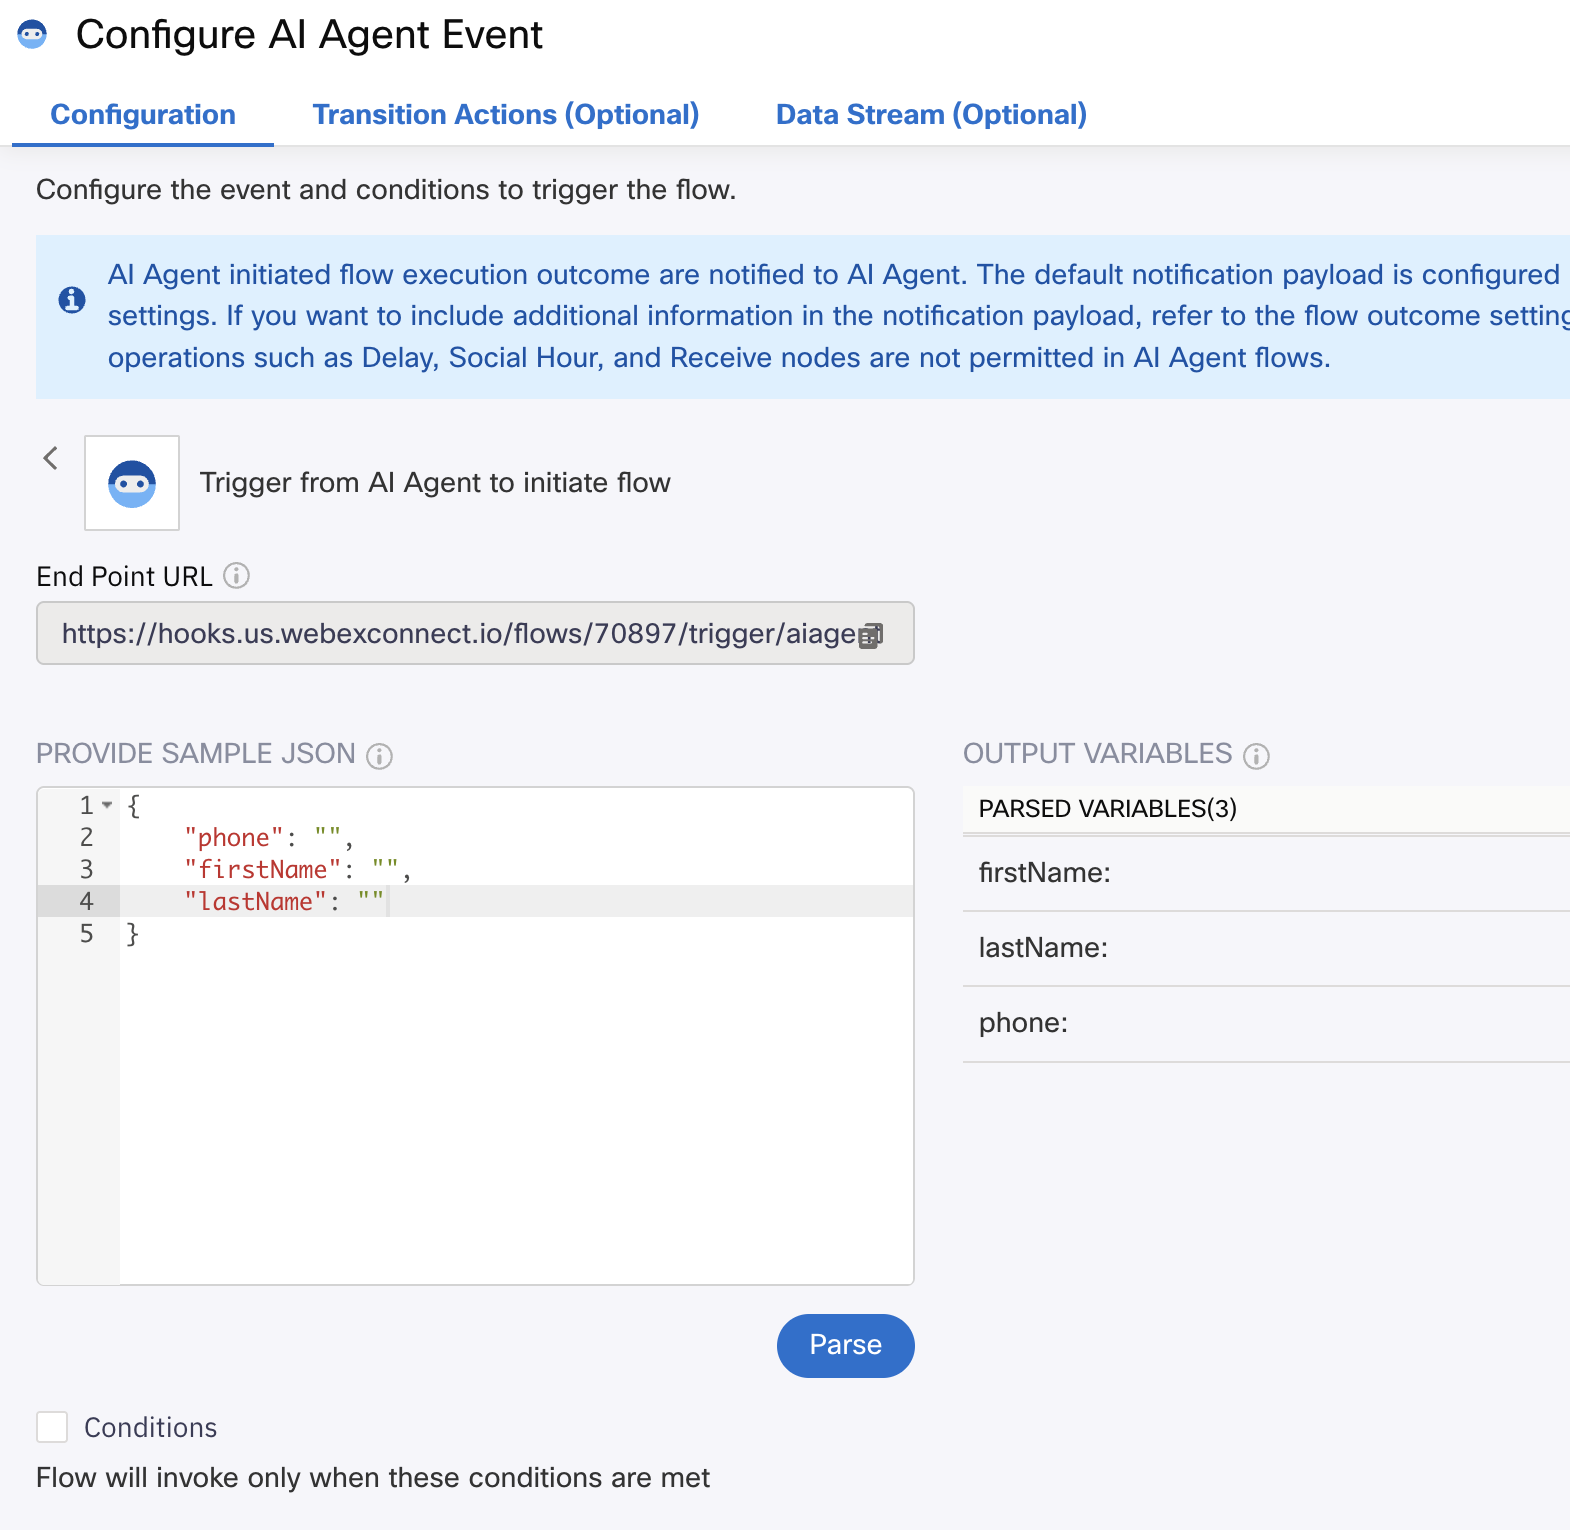 Configure AI Agent Event
Configuration
Transition Actions (Optional)
Data Stream (Optional)
Configure the event and conditions to trigger the flow.
AI Agent initiated flow execution outcome are notified to AI Agent. The default notification payload is configured
settings. If you want to include additional information in the notification payload, refer to the flow outcome setting
operations such as Delay, Social Hour, and Receive nodes are not permitted in AI Agent flows.
Trigger from AI Agent to initiate flow
End Point URL
https://hooks.us.webexconnect.io/flows/70897/trigger/aiage
PROVIDE SAMPLE JSON
1 {
2 "phone": "",
3 "firstName": "",
4 "lastName": ""
5 }
OUTPUT VARIABLES
PARSED VARIABLES(3)
firstName:
lastName:
phone:
Parse
Conditions
Flow will invoke only when these conditions are met